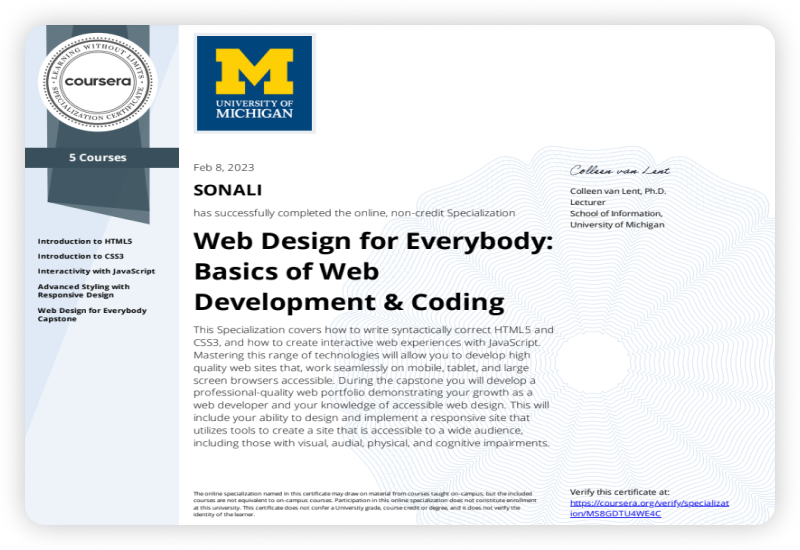 LEARNING WITHOUT LIMITS
coursera
SPECIALIZATION CERTIFICATE
5 Courses
Introduction to HTML5
Introduction to CSS3
Interactivity with JavaScript
Advanced Styling with
Responsive Design
Web Design for Everybody
Capstone
M
UNIVERSITY OF
MICHIGAN
Feb 8, 2023
SONALI
has successfully completed the online, non-credit Specialization
Web Design for Everybody:
Basics of Web
Development & Coding
This Specialization covers how to write syntactically correct HTML5 and
CSS3, and how to create interactive web experiences with JavaScript.
Mastering this range of technologies will allow you to develop high
quality web sites that, work seamlessly on mobile, tablet, and large
screen browsers accessible. During the capstone you will develop a
professional-quality web portfolio demonstrating your growth as a
web developer and your knowledge of accessible web design. This will
include your ability to design and implement a responsive site that
utilizes tools to create a site that is accessible to a wide audience,
including those with visual, audial, physical, and cognitive impairments.
The online specialization named in this certificate may draw on material from courses taught on-campus, but the included
courses are not equivalent to on-campus courses. Participation in this online specialization does not constitute enrollment
at this university. This certificate does not confer a University grade, course credit or degree, and it does not verify the
identity of the learner.
Colleen van Lent
Colleen van Lent, Ph.D.
Lecturer
School of Information,
University of Michigan
Verify this certificate at:
https://coursera.org/verify/specializat
ion/MS8GDTU4WE4C